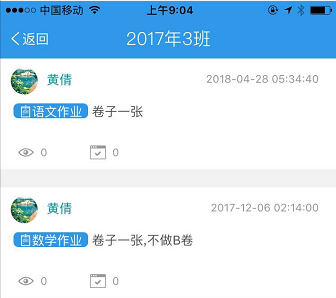 中国移动 上午9:04
返回 2017年3班
黄倩 2018-04-28 05:34:40
语文作业 卷子一张
0 0
黄倩 2017-12-06 02:14:00
数学作业 卷子一张,不做B卷
0 0